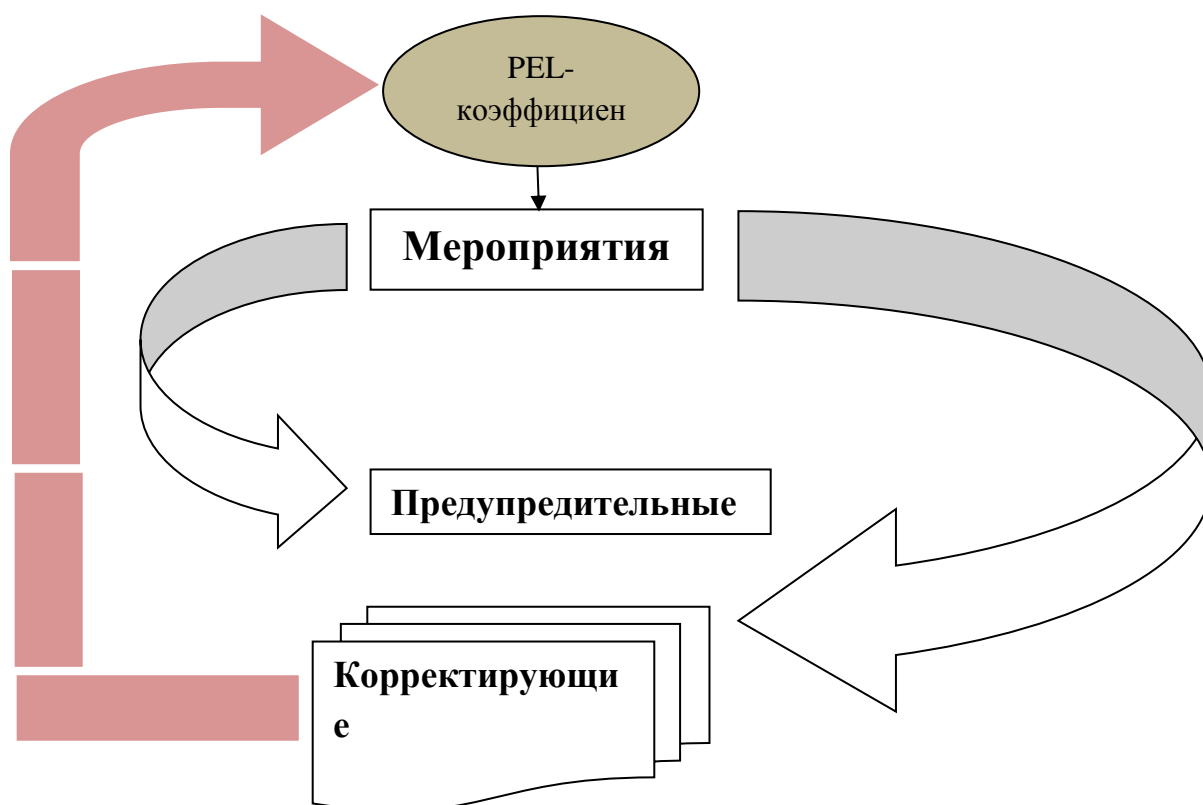 PEL-
коэффициен
Мероприятия
Предупредительные
Корректирующи
е